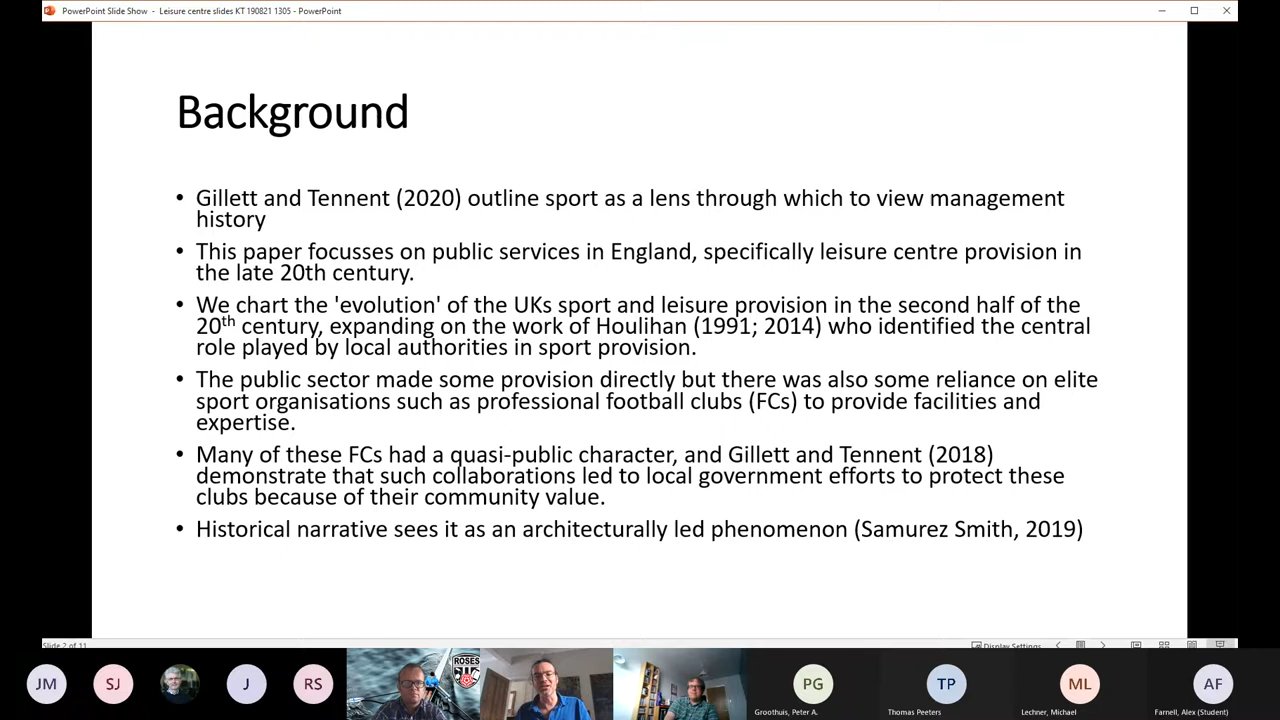 PowerPoint Slide Show - Leisure centre slides KT 190821 1305 - PowerPoint
Background
• Gillett and Tennent (2020) outline sport as a lens through which to view management
history
• This paper focusses on public services in England, specifically leisure centre provision in
the late 20th century.
• We chart the 'evolution' of the UKs sport and leisure provision in the second half of the
20th century, expanding on the work of Houlihan (1991; 2014) who identified the central
role played by local authorities in sport provision.
• The public sector made some provision directly but there was also some reliance on elite
sport organisations such as professional football clubs (FCs) to provide facilities and
expertise.
• Many of these FCs had a quasi-public character, and Gillett and Tennent (2018)
demonstrate that such collaborations led to local government efforts to protect these
clubs because of their community value.
• Historical narrative sees it as an architecturally led phenomenon (Samurez Smith, 2019)
Slide 2 of 11
Display Settings
ROSES
JM
SJ
J
RS
PG
TP
ML
AF
Groothuis, Peter A.
Thomas Peeters
Lechner, Michael
Farnell, Alex (Student)